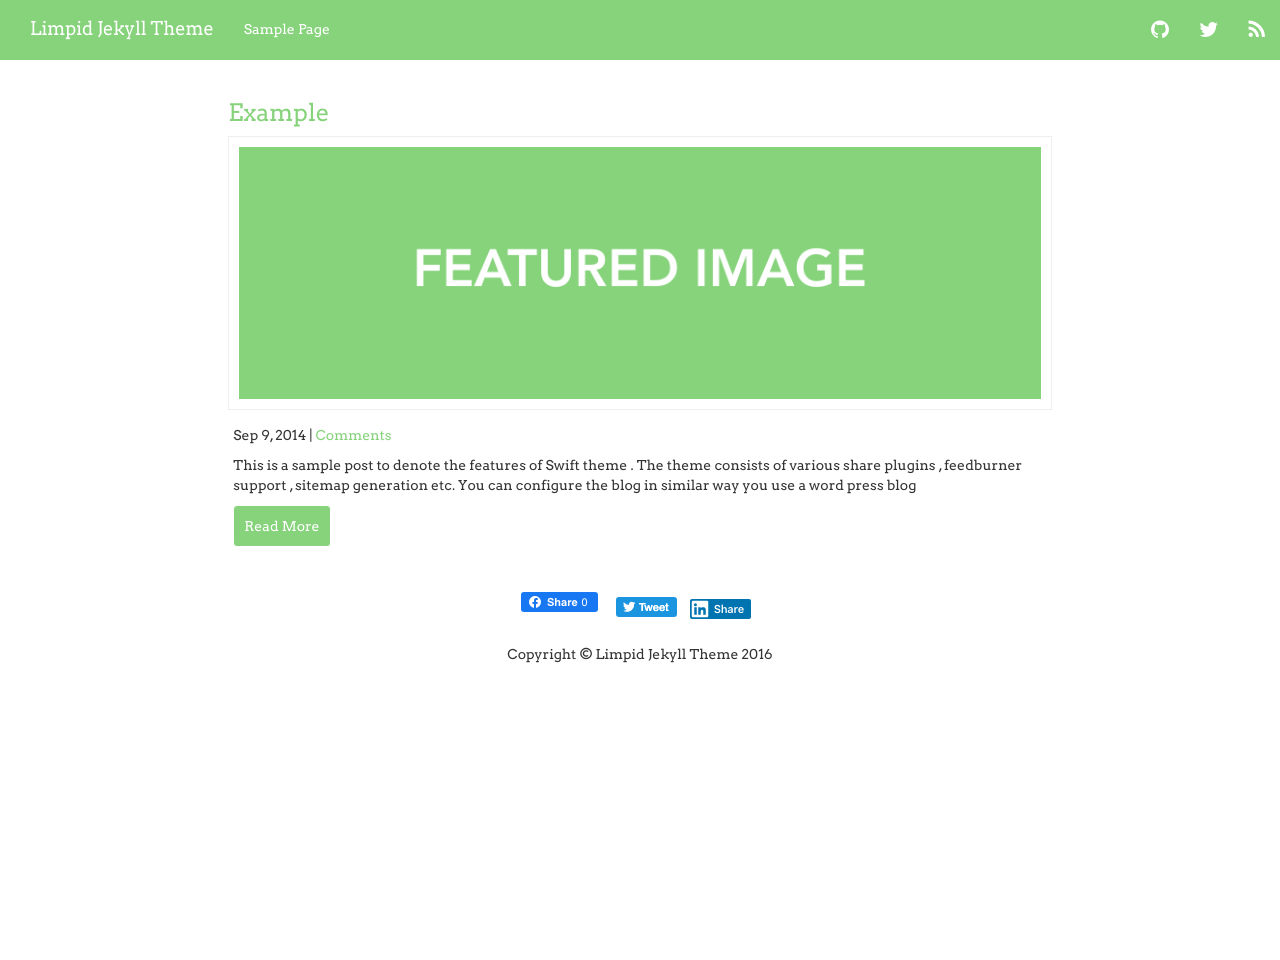 Limpid Jekyll Theme
Sample Page
Example
FEATURED IMAGE
Sep 9, 2014 | Comments
This is a sample post to denote the features of Swift theme . The theme consists of various share plugins , feedburner
support , sitemap generation etc. You can configure the blog in similar way you use a word press blog
Read More
Share 0
Tweet
in Share
Copyright © Limpid Jekyll Theme 2016